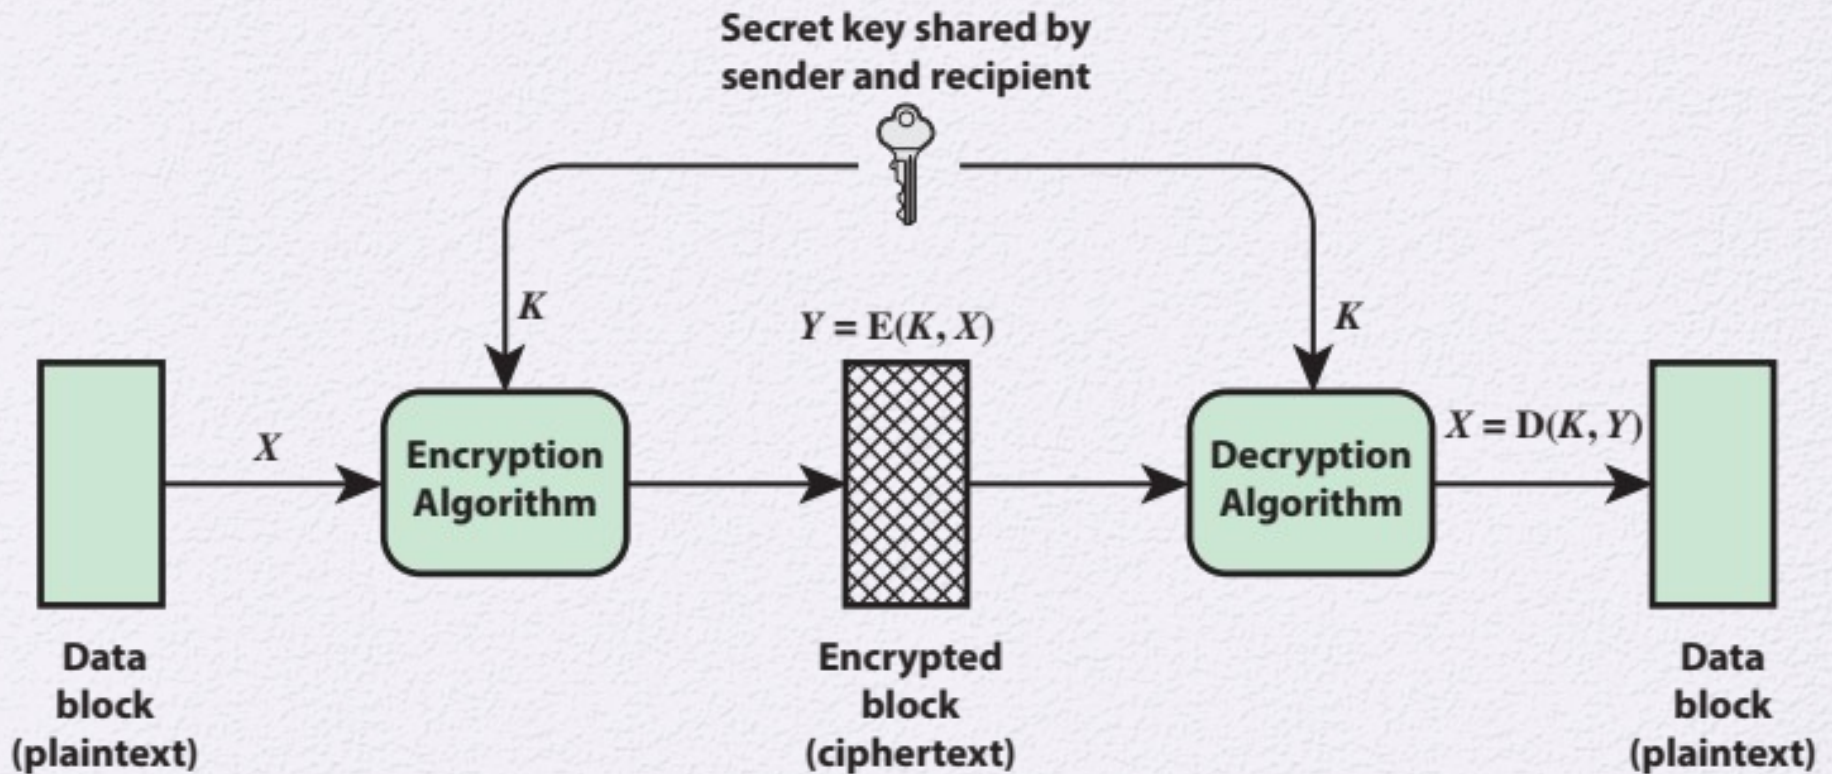 Secret key shared by
sender and recipient
K
Y = E(K, X)
K
X
Encryption
Algorithm
Decryption
Algorithm
X = D(K, Y)
Data
block
(plaintext)
Encrypted
block
(ciphertext)
Data
block
(plaintext)